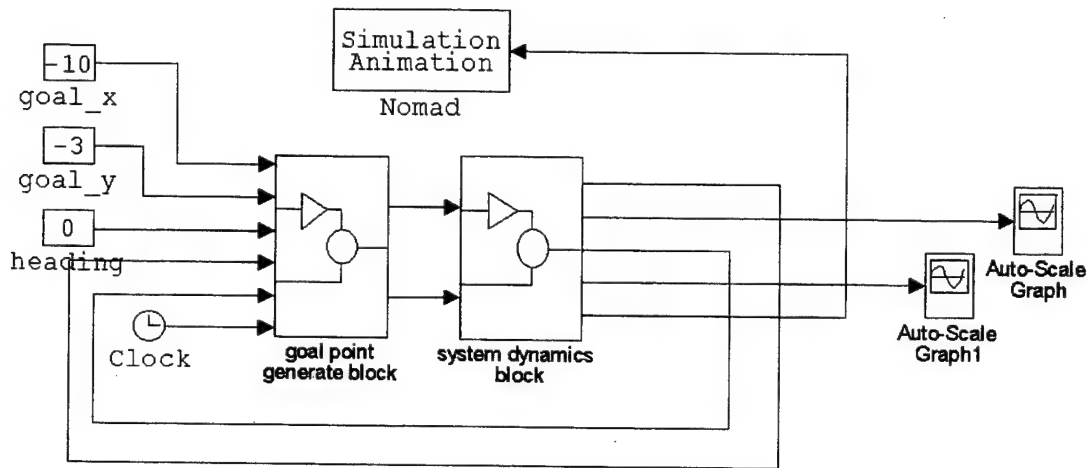 Simulation
Animation
Nomad
-10
goal_x
-3
goal_y
0
heading
Clock
goal point
generate block
system dynamics
block
Auto-Scale
Graph
Auto-Scale
Graph1